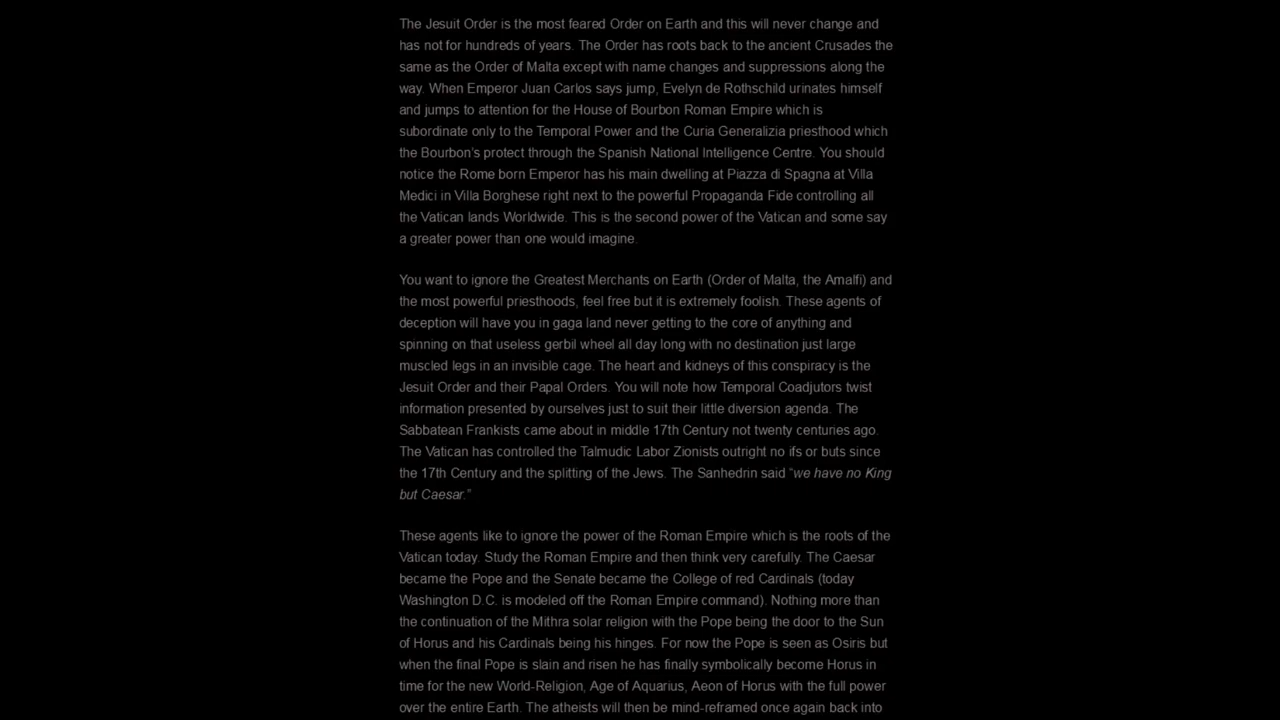 The Jesuit Order is the most feared Order on Earth and this will never change and
has not for hundreds of years. The Order has roots back to the ancient Crusades the
same as the Order of Malta except with name changes and suppressions along the
way. When Emperor Juan Carlos says jump, Evelyn de Rothschild urinates himself
and jumps to attention for the House of Bourbon Roman Empire which is
subordinate only to the Temporal Power and the Curia Generalizia priesthood which
the Bourbon's protect through the Spanish National Intelligence Centre. You should
notice the Rome born Emperor has his main dwelling at Piazza di Spagna at Villa
Medici in Villa Borghese right next to the powerful Propaganda Fide controlling all
the Vatican lands Worldwide. This is the second power of the Vatican and some say
a greater power than one would imagine.
You want to ignore the Greatest Merchants on Earth (Order of Malta, the Amalfi) and
the most powerful priesthoods, feel free but it is extremely foolish. These agents of
deception will have you in gaga land never getting to the core of anything and
spinning on that useless gerbil wheel all day long with no destination just large
muscled legs in an invisible cage. The heart and kidneys of this conspiracy is the
Jesuit Order and their Papal Orders. You will note how Temporal Coadjutors twist
information presented by ourselves just to suit their little diversion agenda. The
Sabbatean Frankists came about in middle 17th Century not twenty centuries ago.
The Vatican has controlled the Talmudic Labor Zionists outright no ifs or buts since
the 17th Century and the splitting of the Jews. The Sanhedrin said “we have no King
but Caesar.”
These agents like to ignore the power of the Roman Empire which is the roots of the
Vatican today. Study the Roman Empire and then think very carefully. The Caesar
became the Pope and the Senate became the College of red Cardinals (today
Washington D.C. is modeled off the Roman Empire command). Nothing more than
the continuation of the Mithra solar religion with the Pope being the door to the Sun
of Horus and his Cardinals being his hinges. For now the Pope is seen as Osiris but
when the final Pope is slain and risen he has finally symbolically become Horus in
time for the new World-Religion, Age of Aquarius, Aeon of Horus with the full power
over the entire Earth. The atheists will then be mind-reframed once again back into